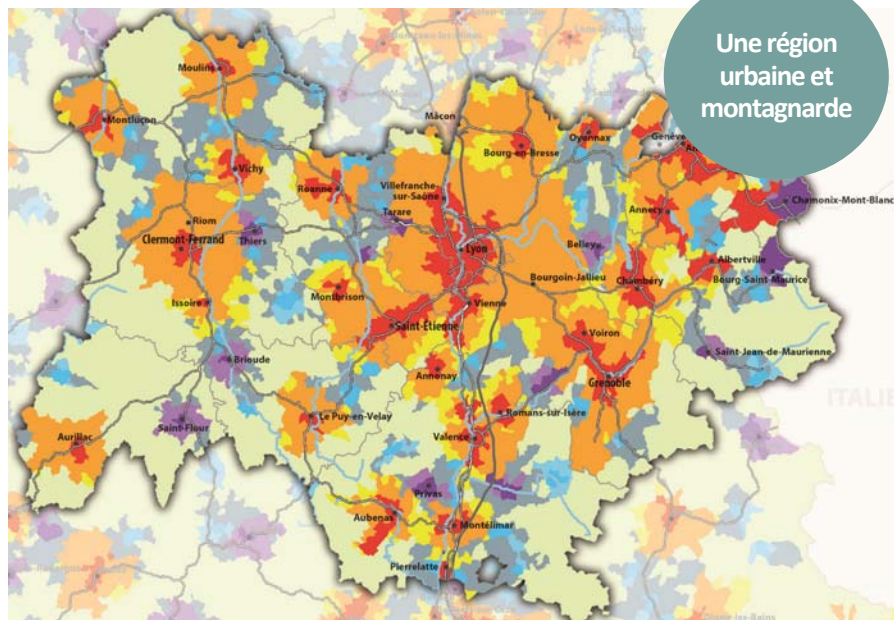 Une région
urbaine et
montagnarde
Moulins
Montluçon
Mâcon
Bourg-en-Bresse
Oyonnax
Genève
Vichy
Roanne
Villefranche-
sur-Saône
Tarare
Riom
Clermont-Ferrand
Thiers
Lyon
Belley
Annecy
Chamonix-Mont-Blanc
Albertville
Bourg-Saint-Maurice
Bourgoin-Jallieu
Chambéry
Issoire
Montbrison
Vienne
Saint-Étienne
Voiron
Saint-Jean-de-Maurienne
Brioude
Annonay
Grenoble
Le Puy-en-Velay
Romans-sur-Isère
ITALIE
Aurillac
Saint-Flour
Valence
Privas
Aubenas
Montélimar
Pierrelatte